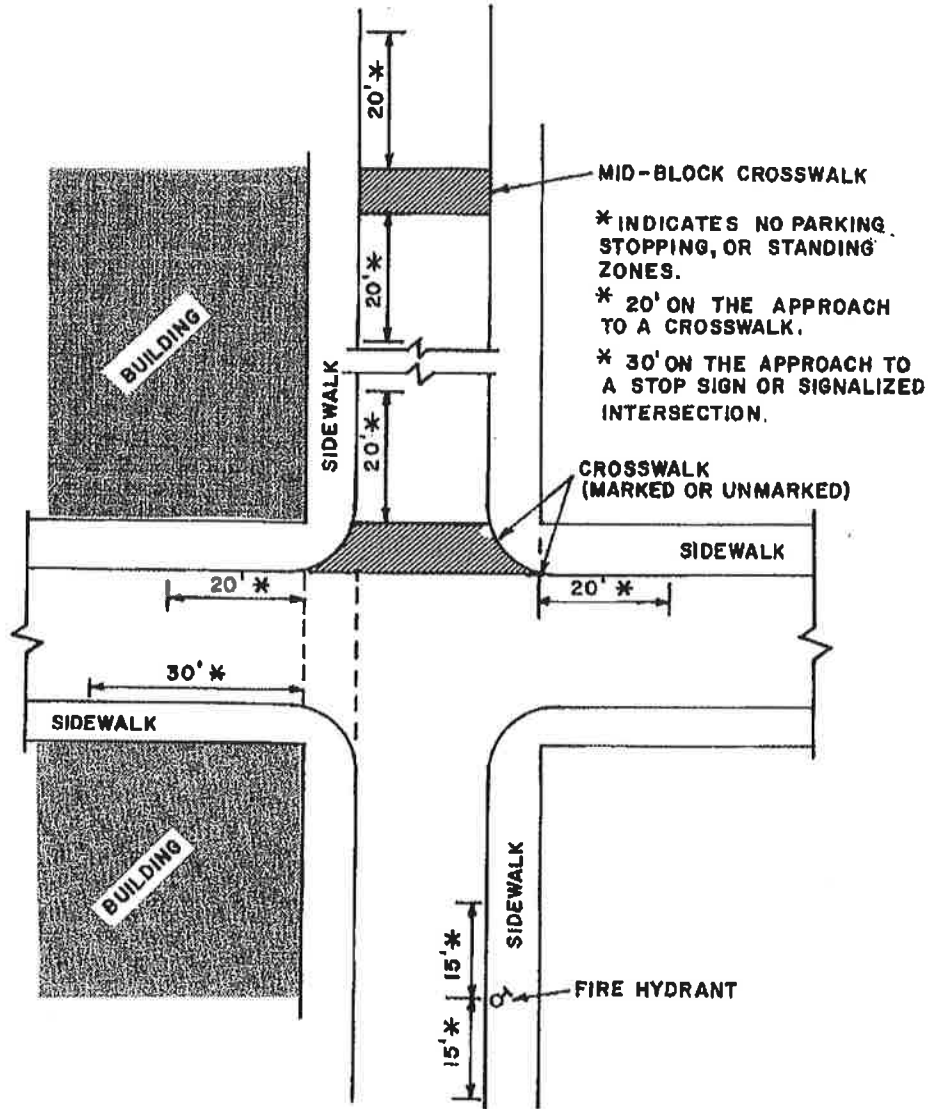 20'*
MID-BLOCK CROSSWALK
* INDICATES NO PARKING
STOPPING, OR STANDING
ZONES.
20'*
* 20' ON THE APPROACH
TO A CROSSWALK.
BUILDING
* 30' ON THE APPROACH TO
A STOP SIGN OR SIGNALIZED
INTERSECTION.
SIDEWALK
20'*
CROSSWALK
(MARKED OR UNMARKED)
SIDEWALK
20' *
20' *
30' *
SIDEWALK
BUILDING
SIDEWALK
15'*
FIRE HYDRANT
15'*